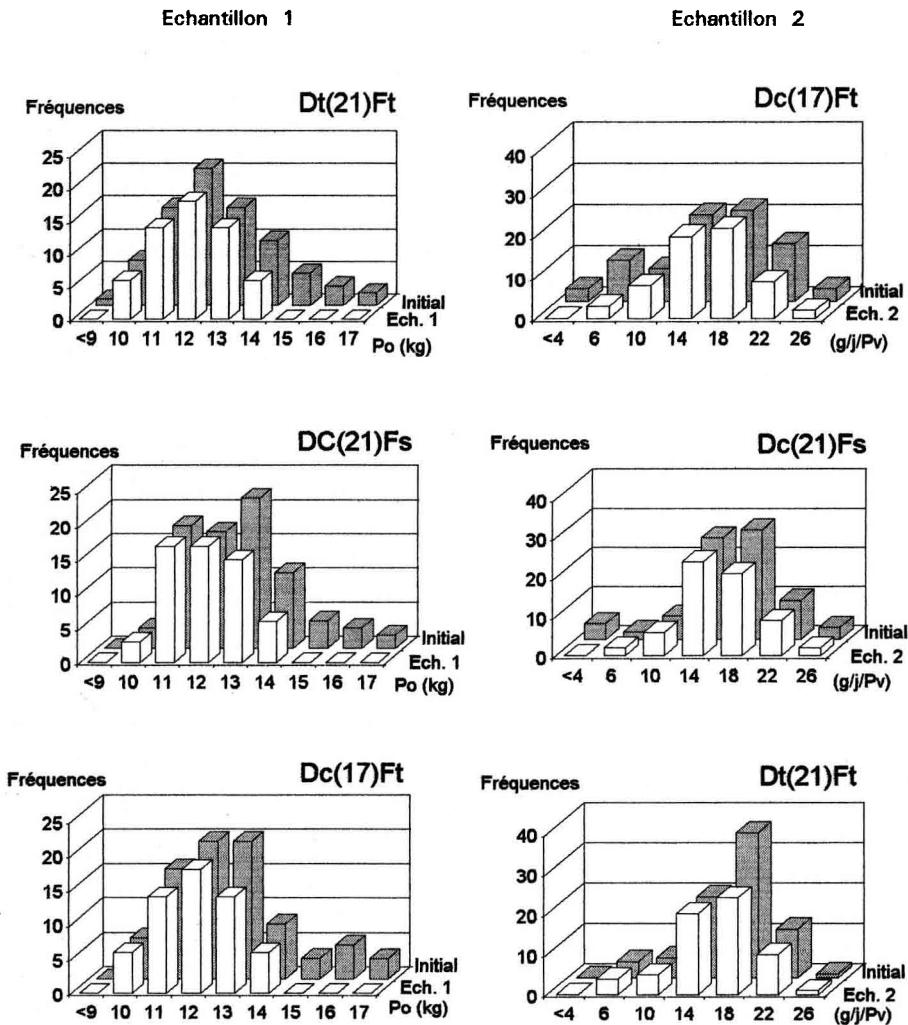 Echantillon 1
Echantillon 2
Fréquences
Dt(21)Ft
25
20
15
10
5
0
<9 10 11 12 13 14 15 16 17
Initial
Ech. 1
Po (kg)
Fréquences
Dc(17)Ft
40
30
20
10
0
<4 6 10 14 18 22 26
Initial
Ech. 2
(g/j/Pv)
Fréquences
DC(21)Fs
25
20
15
10
5
0
<9 10 11 12 13 14 15 16 17
Initial
Ech. 1
Po (kg)
Fréquences
Dc(21)Fs
40
30
20
10
0
<4 6 10 14 18 22 26
Initial
Ech. 2
(g/j/Pv)
Fréquences
Dc(17)Ft
25
20
15
10
5
0
<9 10 11 12 13 14 15 16 17
Initial
Ech. 1
Po (kg)
Fréquences
Dt(21)Ft
40
30
20
10
0
<4 6 10 14 18 22 26
Initial
Ech. 2
(g/j/Pv)